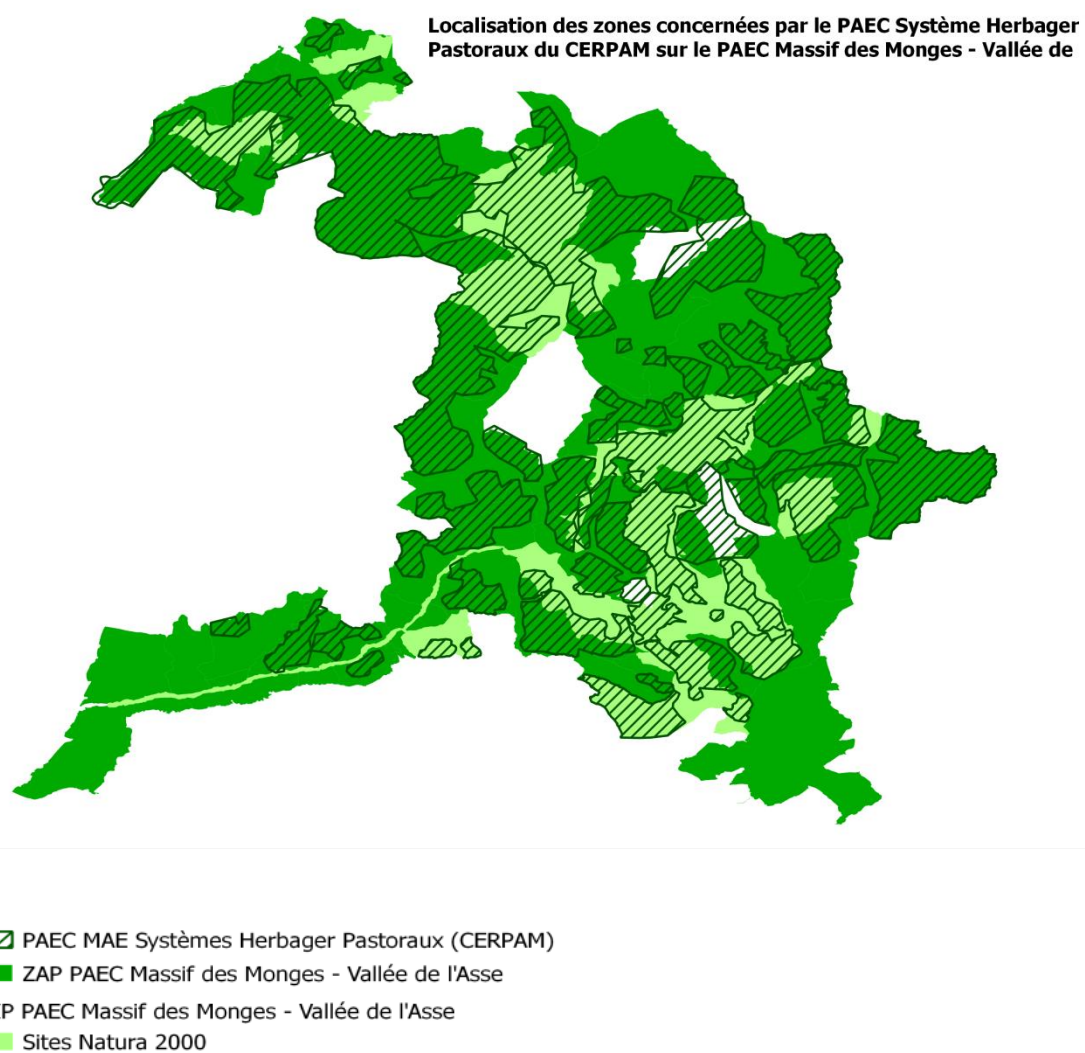 Localisation des zones concernées par le PAEC Système Herbager
Pastoraux du CERPAM sur le PAEC Massif des Monges - Vallée de
PAEC MAE Systèmes Herbager Pastoraux (CERPAM)
ZAP PAEC Massif des Monges - Vallée de l'Asse
P PAEC Massif des Monges - Vallée de l'Asse
Sites Natura 2000